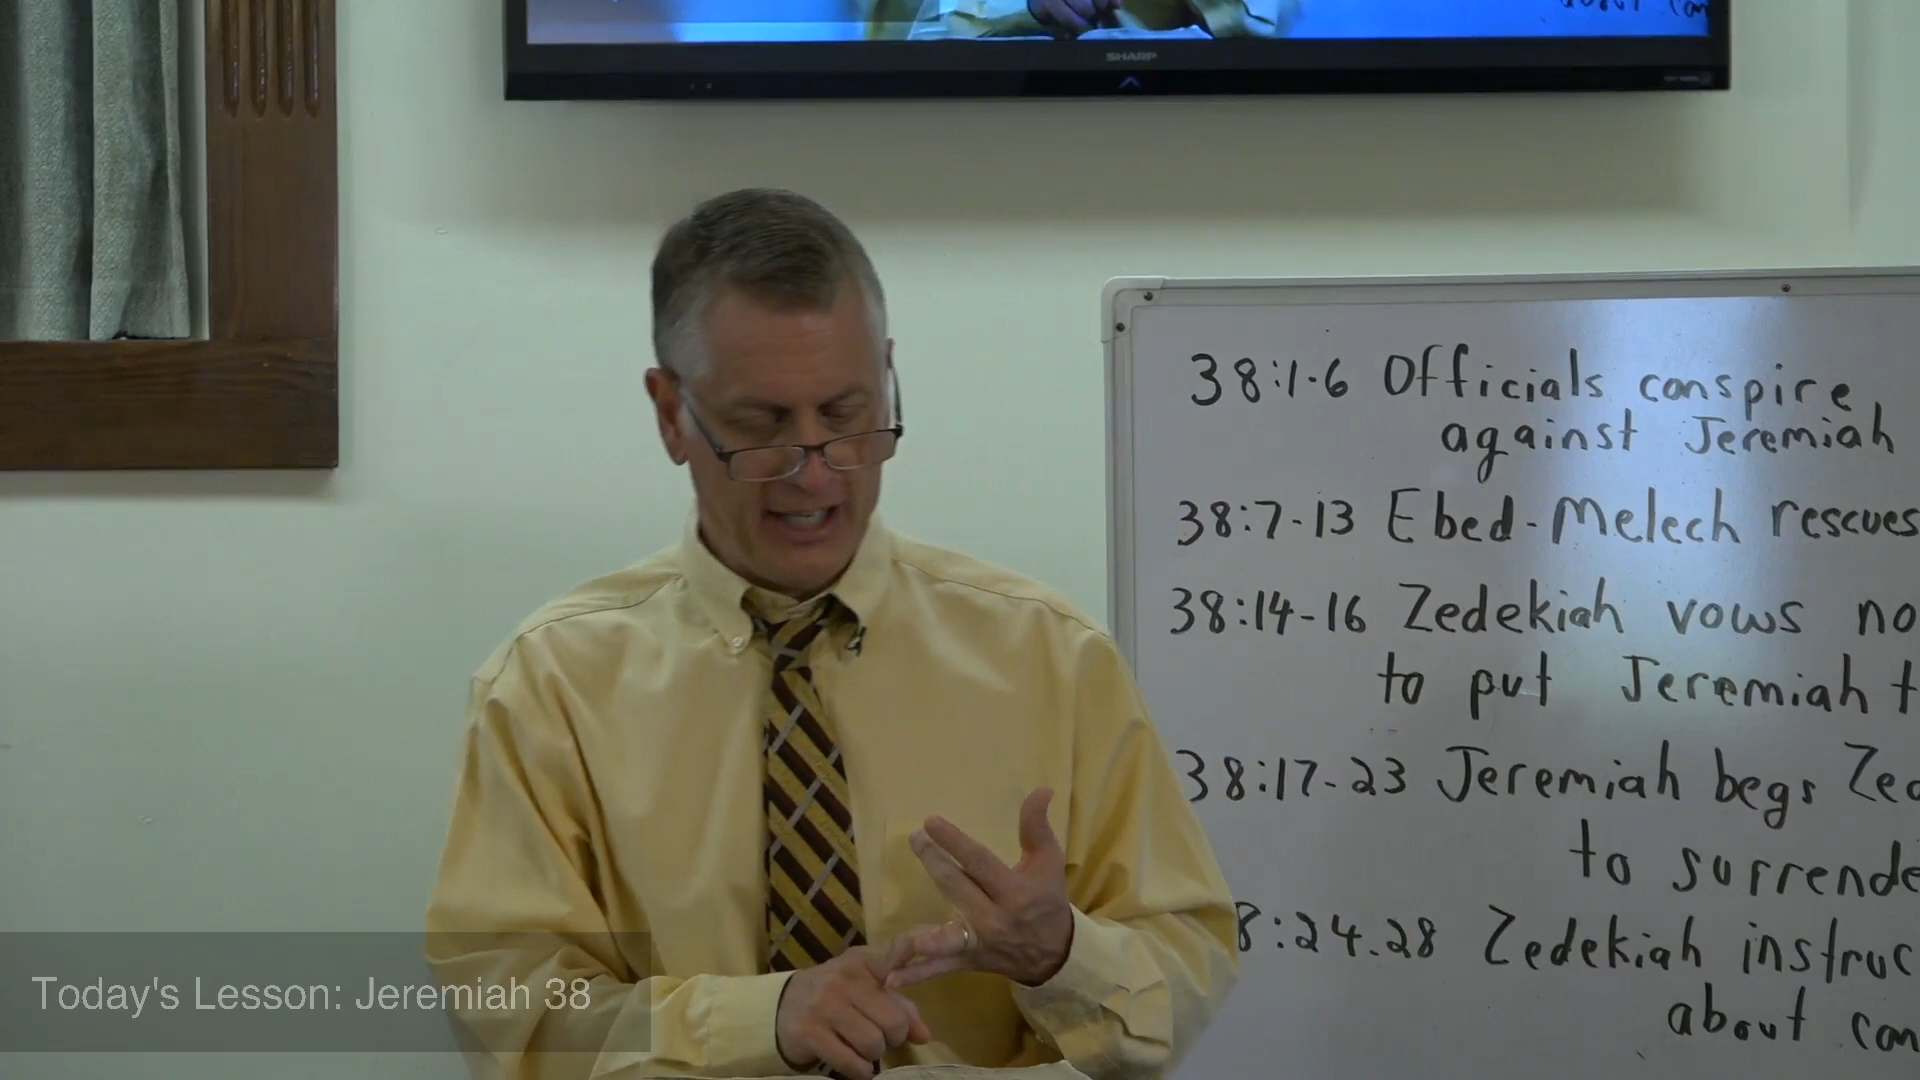 SHARP
38:1-6 Officials conspire
against Jeremiah
38:7-13 Ebed-Melech rescues
38:14-16 Zedekiah vows no
to put Jeremiah t
38:17-23 Jeremiah begs Zed
to surrende
8:24-28 Zedekiah instruc
about con
Today's Lesson: Jeremiah 38